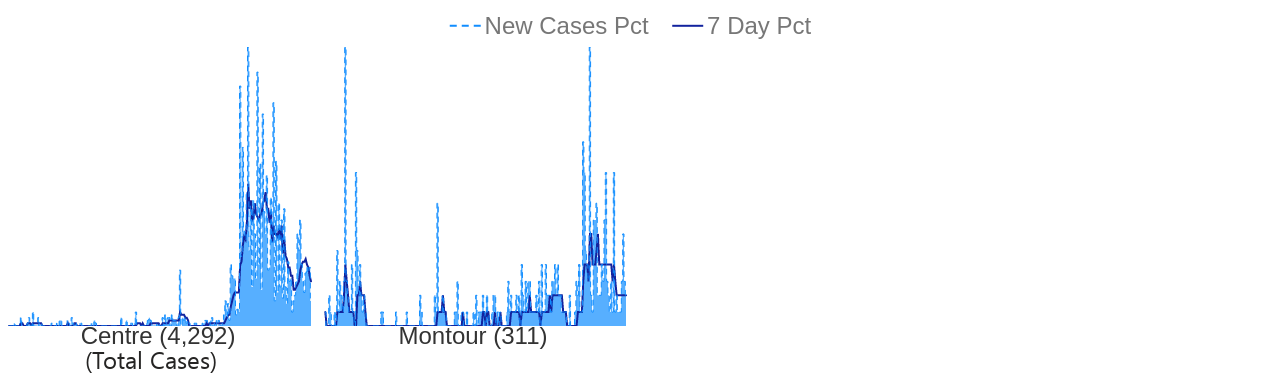 New Cases Pct 7 Day Pct
Centre (4,292) Montour (311)
(Total Cases)